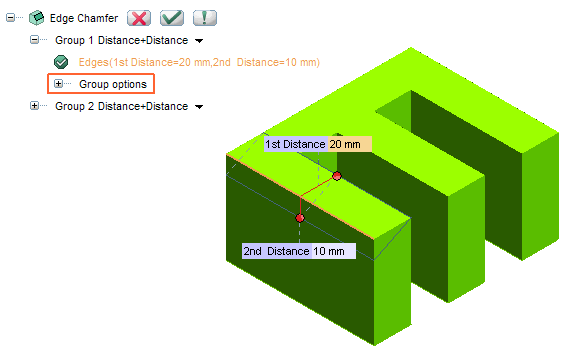 Edge Chamfer
Group 1 Distance+Distance
Edges(1st Distance=20 mm,2nd  Distance=10 mm)
Group options
Group 2 Distance+Distance
1st Distance 20 mm
2nd  Distance 10 mm